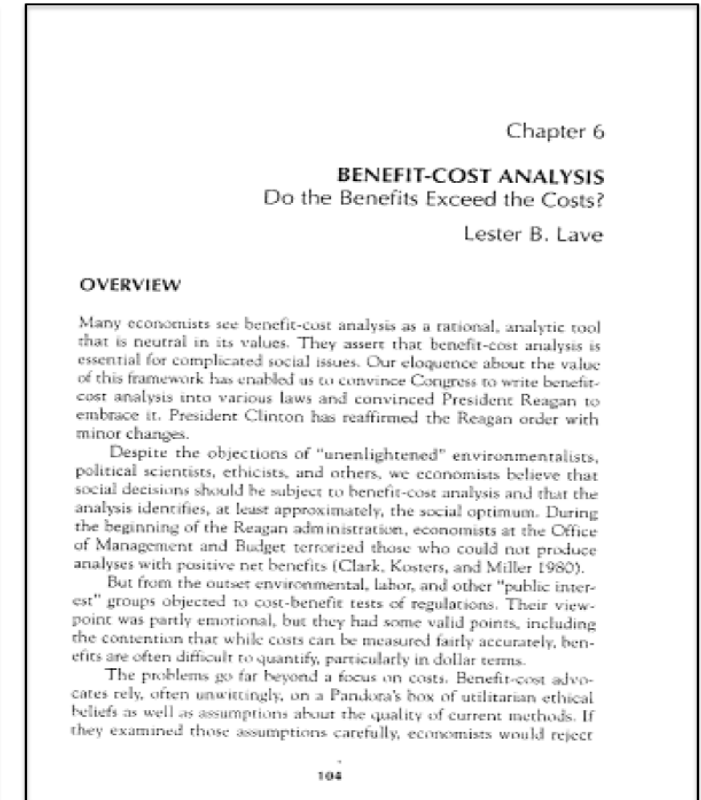 Chapter 6
BENEFIT-COST ANALYSIS
Do the Benefits Exceed the Costs?
Lester B. Lave
OVERVIEW
Many economists see benefit-cost analysis as a rational, analytic tool
that is neutral in its values. They assert that benefit-cost analysis is
essential for complicated social issues. Our eloquence about the value
of this framework has enabled us to convince Congress to write benefit-
cost analysis into various laws and convinced President Reagan to
embrace it. President Clinton has reaffirmed the Reagan order with
minor changes.
Despite the objections of "unenlightened" environmentalists,
political scientists, ethicists, and others, we economists believe that
social decisions should be subject to benefit-cost analysis and that the
analysis identifies, at least approximately, the social optimum. During
the beginning of the Reagan administration, economists at the Office
of Management and Budget terrorized those who could not produce
analyses with positive net benefits (Clark, Kosters, and Miller 1980).
But from the outset environmental, labor, and other "public inter-
est" groups objected to cost-benefit tests of regulations. Their view-
point was partly emotional, but they had some valid points, including
the contention that while costs can be measured fairly accurately, ben-
efits are often difficult to quantify, particularly in dollar terms.
The problems go far beyond a focus on costs. Benefit-cost advo-
cates rely, often unwittingly, on a Pandora's box of utilitarian ethical
beliefs as well as assumptions about the quality of current methods. If
they examined those assumptions carefully, economists would reject
104